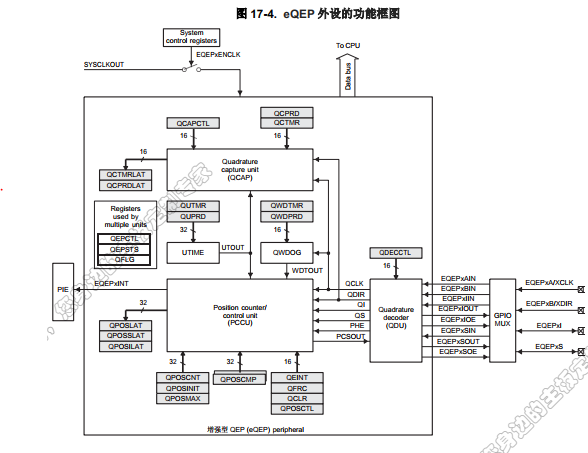 图 17-4. eQEP 外设的功能框图
System
control registers
EQEPxENCLK
SYSCLKOUT
To CPU
Data bus
QCPRD
QCAPCTL
QCTMR
16
16
16
QCTMRLAT
QCPRDLAT
Quadrature
capture unit
(QCAP)
Registers
used by
multiple units
QEPCTL
QEPSTS
QFLG
QUTMR
QUPRD
32
QWDTMR
QWDPRD
16
UTIME
UTOUT
QWDOG
WDTOUT
QDECCTL
16
PIE
EQEPxINT
Position counter/
control unit
(PCCU)
QCLK
QDIR
QI
QS
PHE
PCSOUT
Quadrature
decoder
(QDU)
EQEPxAIN
EQEPxBIN
EQEPxIIN
EQEPxIOUT
EQEPxIOE
EQEPxSIN
EQEPxSOUT
EQEPxSOE
GPIO
MUX
EQEPxA/XCLK
EQEPxB/XDIR
EQEPxI
EQEPxS
32
QPOSLAT
QPOSSLAT
QPOSILAT
32
32
16
QPOSCNT
QPOSINIT
QPOSMAX
QPOSCMP
QEINT
QFRC
QCLR
QPOSCTL
增强型 QEP (eQEP) peripheral